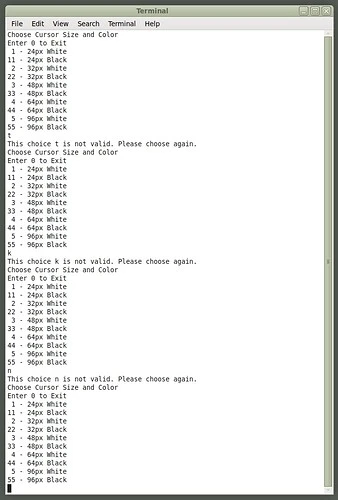 Terminal
File Edit View Search Terminal Help
Choose Cursor Size and Color
Enter 0 to Exit
 1 - 24px White
11 - 24px Black
 2 - 32px White
22 - 32px Black
 3 - 48px White
33 - 48px Black
 4 - 64px White
44 - 64px Black
 5 - 96px White
55 - 96px Black
t
This choice t is not valid. Please choose again.
Choose Cursor Size and Color
Enter 0 to Exit
 1 - 24px White
11 - 24px Black
 2 - 32px White
22 - 32px Black
 3 - 48px White
33 - 48px Black
 4 - 64px White
44 - 64px Black
 5 - 96px White
55 - 96px Black
k
This choice k is not valid. Please choose again.
Choose Cursor Size and Color
Enter 0 to Exit
 1 - 24px White
11 - 24px Black
 2 - 32px White
22 - 32px Black
 3 - 48px White
33 - 48px Black
 4 - 64px White
44 - 64px Black
 5 - 96px White
55 - 96px Black
n
This choice n is not valid. Please choose again.
Choose Cursor Size and Color
Enter 0 to Exit
 1 - 24px White
11 - 24px Black
 2 - 32px White
22 - 32px Black
 3 - 48px White
33 - 48px Black
 4 - 64px White
44 - 64px Black
 5 - 96px White
55 - 96px Black